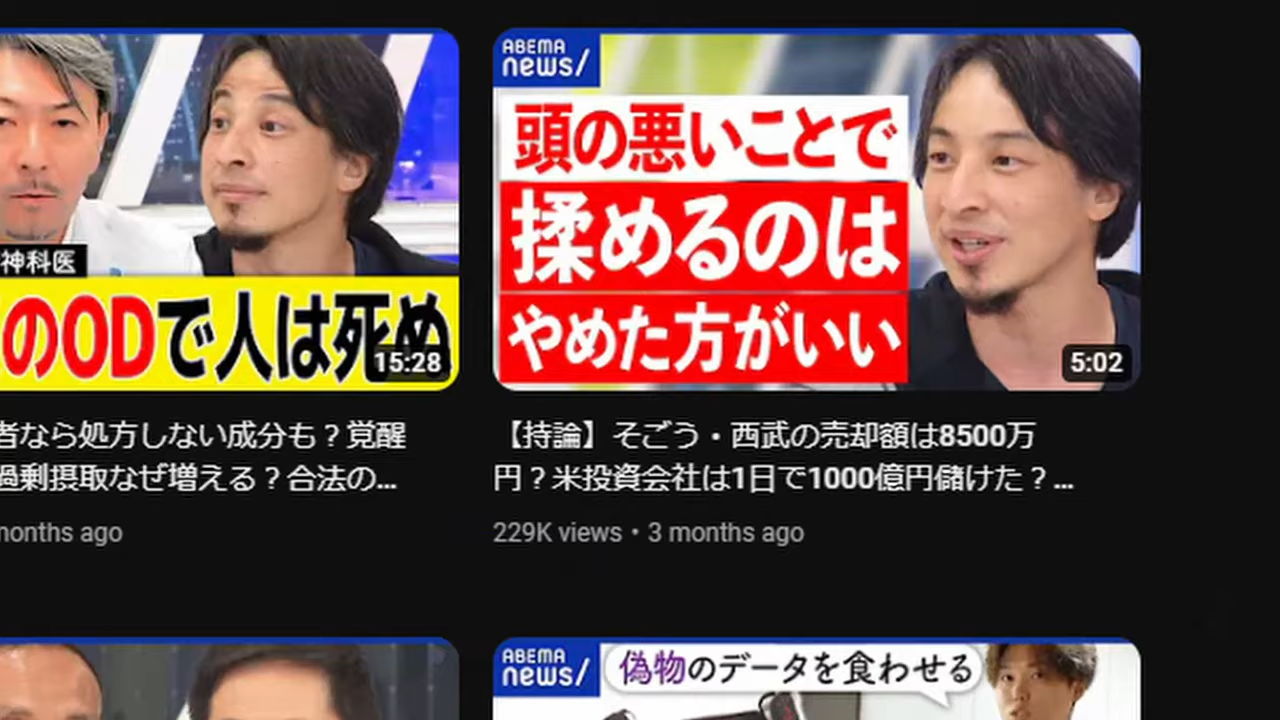 神科医
のODで人は死め
15:28
者なら処方しない成分も？覚醒
過剰摂取なぜ増える？合法の...
months ago
ABEMA
news/
頭の悪いことで
揉めるのは
やめた方がいい
5:02
【持論】そごう・西武の売却額は8500万
円？米投資会社は1日で1000億円儲けた？...
229K views・3 months ago
ABEMA
news/
偽物のデータを食わせる